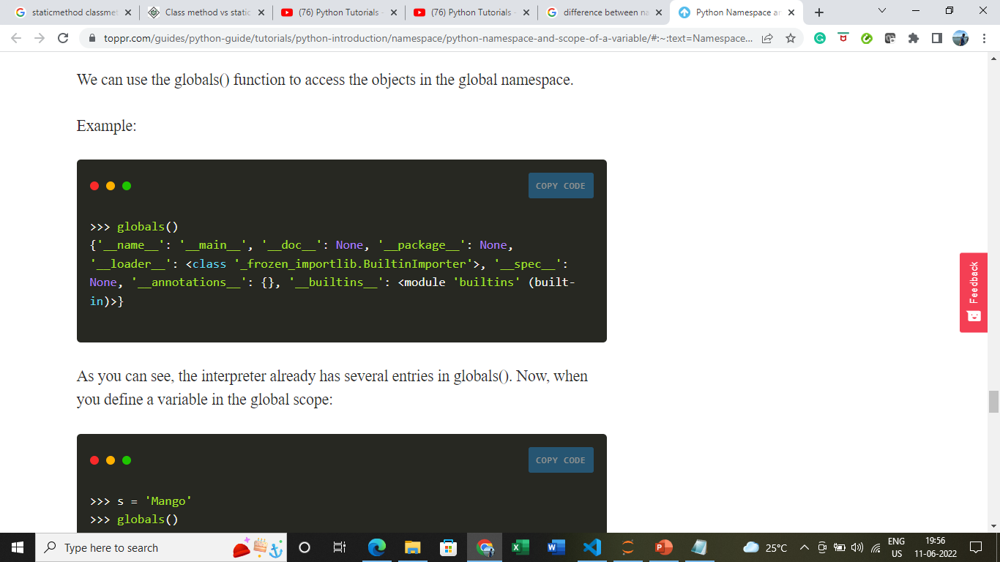 staticmethod classmet
Class method vs static
(76) Python Tutorials -
(76) Python Tutorials -
difference between na
Python Namespace an
toppr.com/guides/python-guide/tutorials/python-introduction/namespace/python-namespace-and-scope-of-a-variable/#:~:text=Namespace...
We can use the globals() function to access the objects in the global namespace.
Example:
COPY CODE
>>> globals()
{'__name__': '__main__', '__doc__': None, '__package__': None,
'__loader__': <class '_frozen_importlib.BuiltinImporter'>, '__spec__':
None, '__annotations__': {}, '__builtins__': <module 'builtins' (built-
in)>}
Feedback
As you can see, the interpreter already has several entries in globals(). Now, when
you define a variable in the global scope:
COPY CODE
>>> s = 'Mango'
>>> globals()
Type here to search
25°C
ENG
US
19:56
11-06-2022